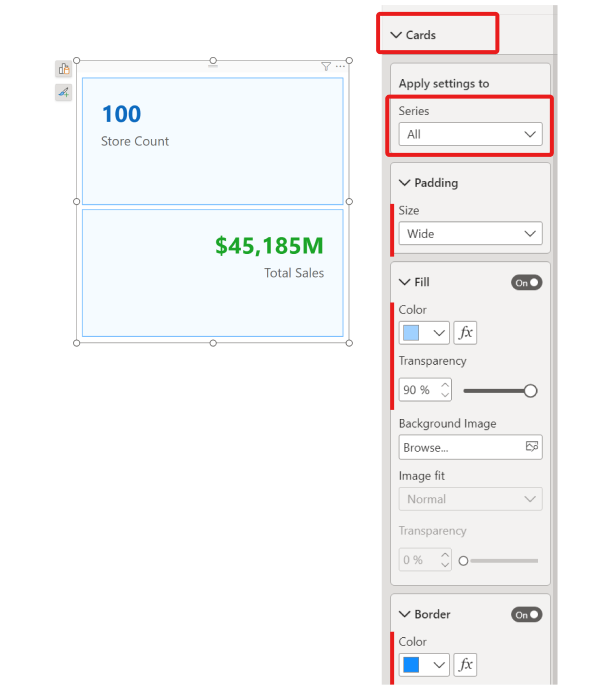 100
Store Count
$45,185M
Total Sales
Cards
Apply settings to
Series
All
Padding
Size
Wide
Fill
On
Color
fx
Transparency
90 %
Background Image
Browse...
Image fit
Normal
Transparency
0 %
Border
On
Color
fx